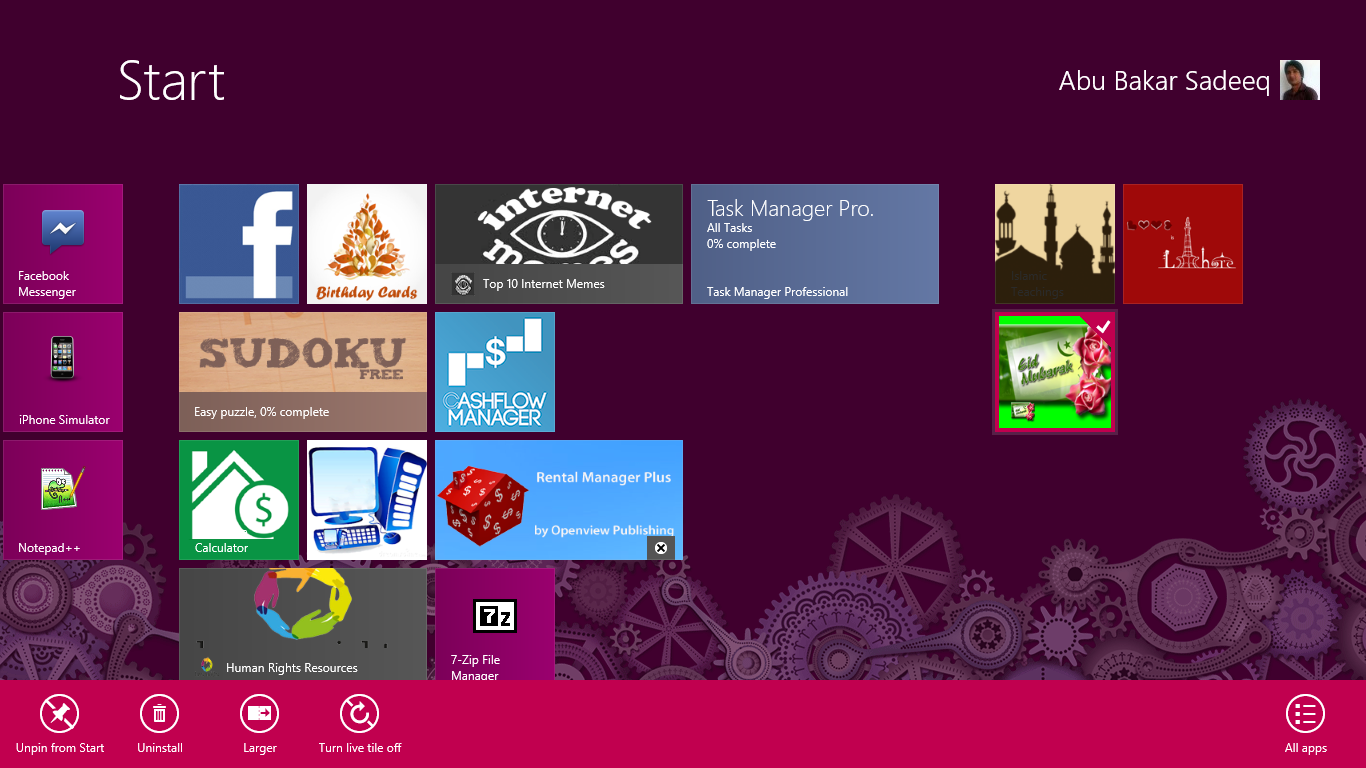 Start
Abu Bakar Sadeeq
Facebook
Messenger
iPhone Simulator
Notepad++
f
Birthday Cards
internet
Top 10 Internet Memes
Task Manager Pro.
All Tasks
0% complete
Task Manager Professional
SUDOKU
FREE
Easy puzzle, 0% complete
$
CASHFLOW
MANAGER
$
Calculator
Rental Manager Plus
by Openview Publishing
Human Rights Resources
7z
7-Zip File
Manager
Islamic
Teachings
LOVE
Lahore
Eid
Mubarak
Unpin from Start
Uninstall
Larger
Turn live tile off
All apps